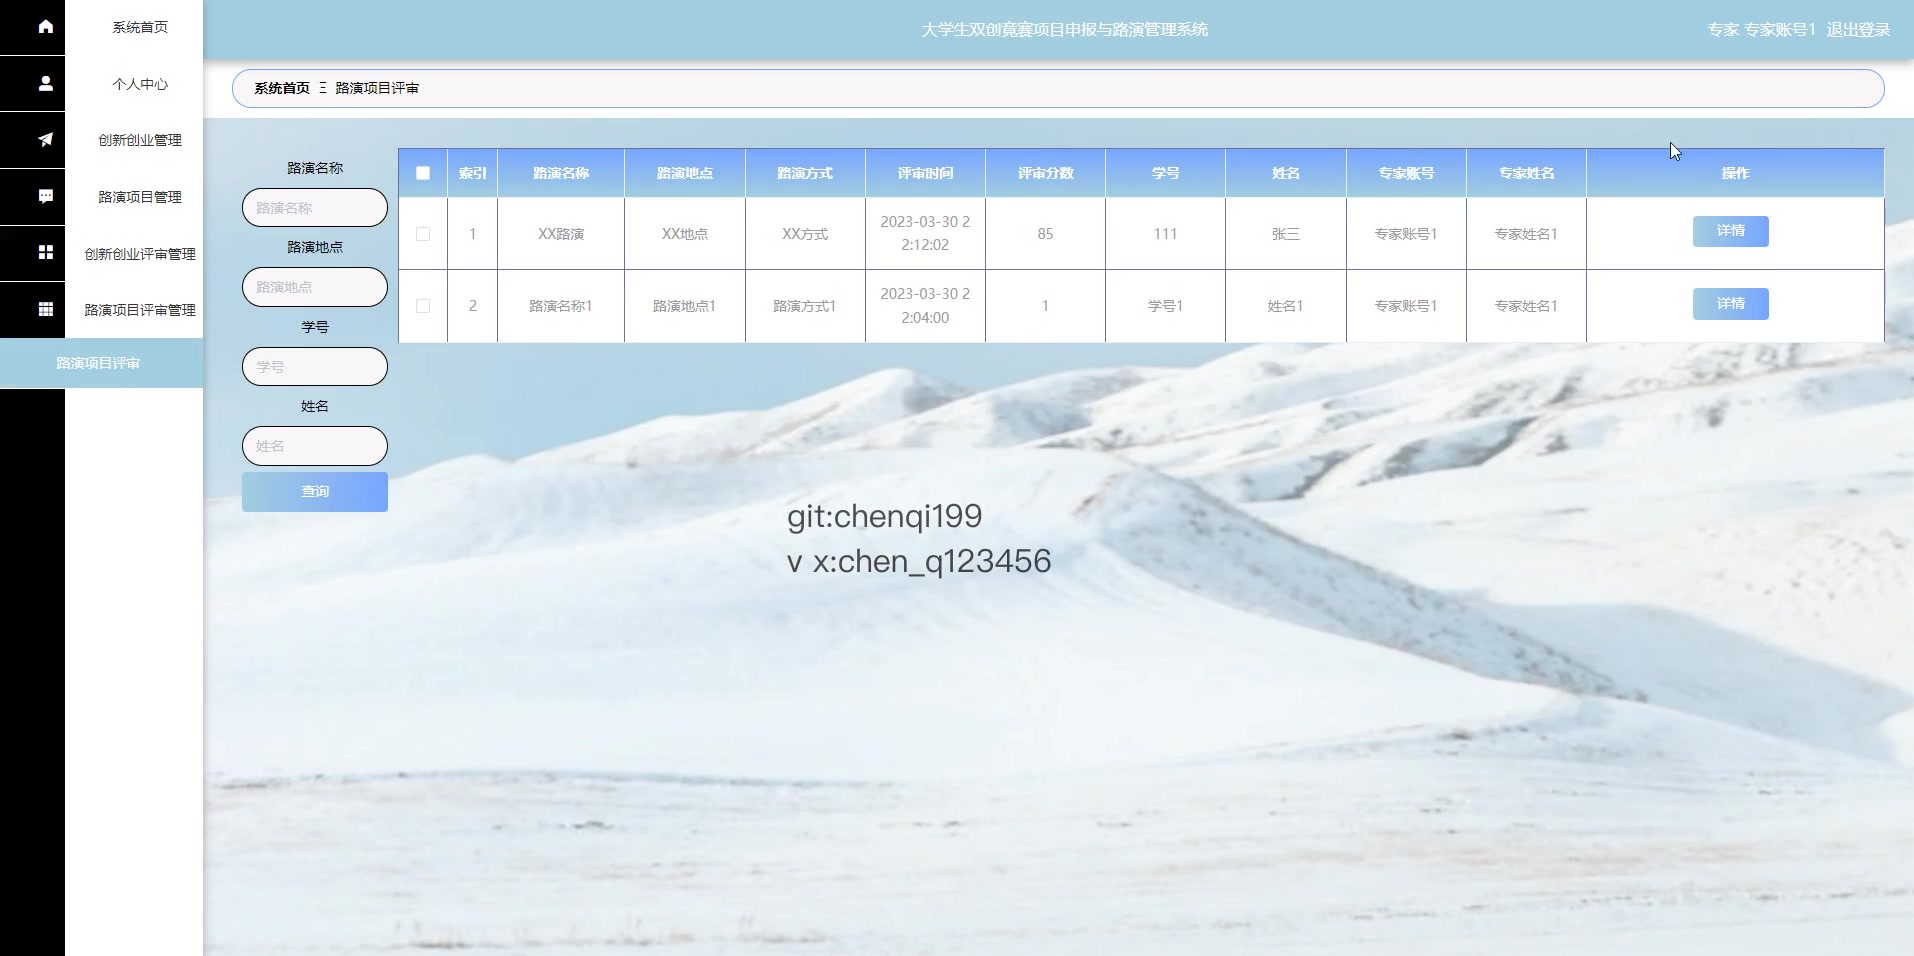 系统首页
个人中心
创新创业管理
路演项目管理
创新创业评审管理
路演项目评审管理
路演项目评审
大学生双创竟赛项目申报与路演管理系统
专家 专家账号1 退出登录
系统首页 Ξ 路演项目评审
路演名称
路演名称
路演地点
路演地点
学号
学号
姓名
姓名
查询
索引 路演名称 路演地点 路演方式 评审时间 评审分数 学号 姓名 专家账号 专家姓名 操作
1 XX路演 XX地点 XX方式 2023-03-30 2
2:12:02 85 111 张三 专家账号1 专家姓名1 详情
2 路演名称1 路演地点1 路演方式1 2023-03-30 2
2:04:00 1 学号1 姓名1 专家账号1 专家姓名1 详情
git:chenqi199
v x:chen_q123456